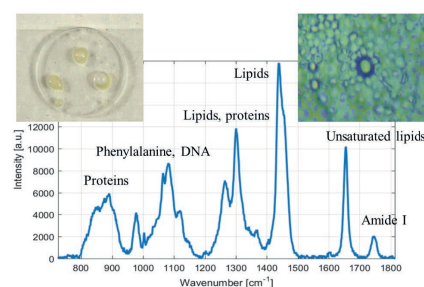 Lipids
Lipids, proteins
Unsaturated lipids
Phenylalanine, DNA
Proteins
Amide I
Intensity [a.u.]
12000
10000
8000
6000
4000
2000
0
800 900 1000 1100 1200 1300 1400 1500 1600 1700 1800
Wavenumber [cm⁻¹]